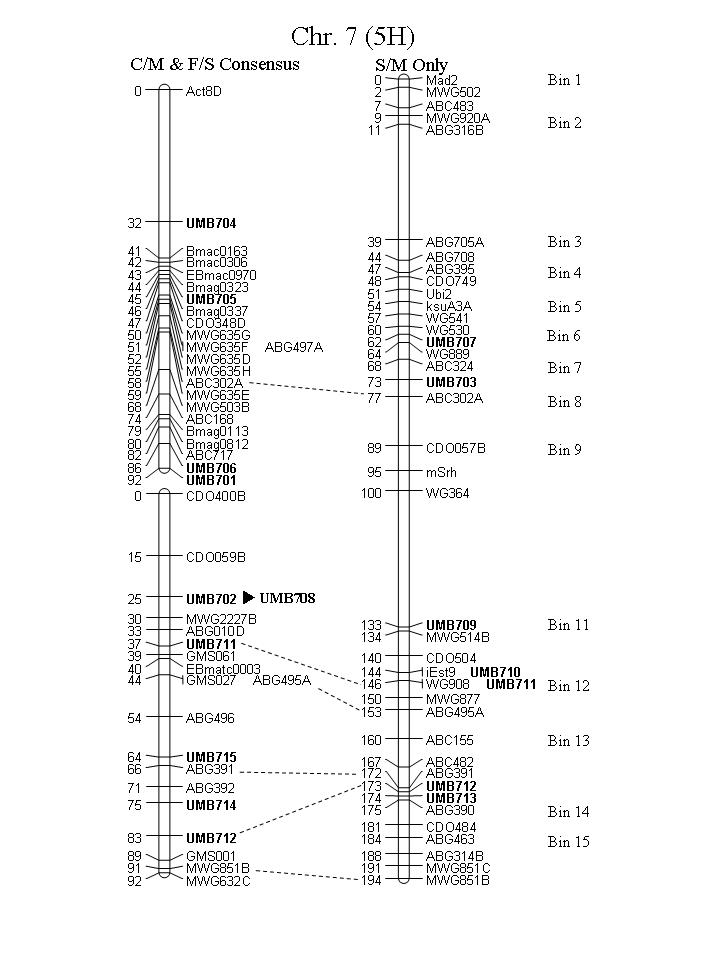 Chr. 7 (5H)
C/M & F/S Consensus
0 Act8D
32 UMB704
41 Bmac0163
42 Bmac0306
43 EBmac0970
44 Bmag0323
45 UMB705
46 Bmag0337
47 CDO348D
50 MWG635G
51 MWG635F ABG497A
52 MWG635D
55 MWG635H
58 ABC302A
59 MWG635E
68 MWG503B
74 ABC168
79 Bmag0113
80 Bmag0812
82 ABC717
86 UMB706
92 UMB701
0 CDO400B
15 CDO059B
25 UMB702 ► UMB708
30 MWG2227B
33 ABG010D
37 UMB711
39 GMS061
40 EBmatc0003
44 GMS027 ABG495A
54 ABG496
64 UMB715
66 ABG391
71 ABG392
75 UMB714
83 UMB712
89 GMS001
91 MWG851B
92 MWG632C
S/M Only
0 Mad2 Bin 1
2 MWG502
7 ABC483
9 MWG920A Bin 2
11 ABG316B
39 ABG705A Bin 3
44 ABG708
47 ABG395 Bin 4
48 CDO749
51 Ubi2
54 ksuA3A Bin 5
57 WG541
60 WG530 Bin 6
62 UMB707
64 WG889
68 ABC324 Bin 7
73 UMB703
77 ABC302A Bin 8
89 CDO057B Bin 9
95 mSrh
100 WG364
133 UMB709 Bin 11
134 MWG514B
140 CDO504
144 iEst9 UMB710
146 WG908 UMB711 Bin 12
150 MWG877
153 ABG495A
160 ABC155 Bin 13
167 ABC482
172 ABG391
173 UMB712
174 UMB713
175 ABG390 Bin 14
181 CDO484
184 ABG463 Bin 15
188 ABG314B
191 MWG851C
194 MWG851B